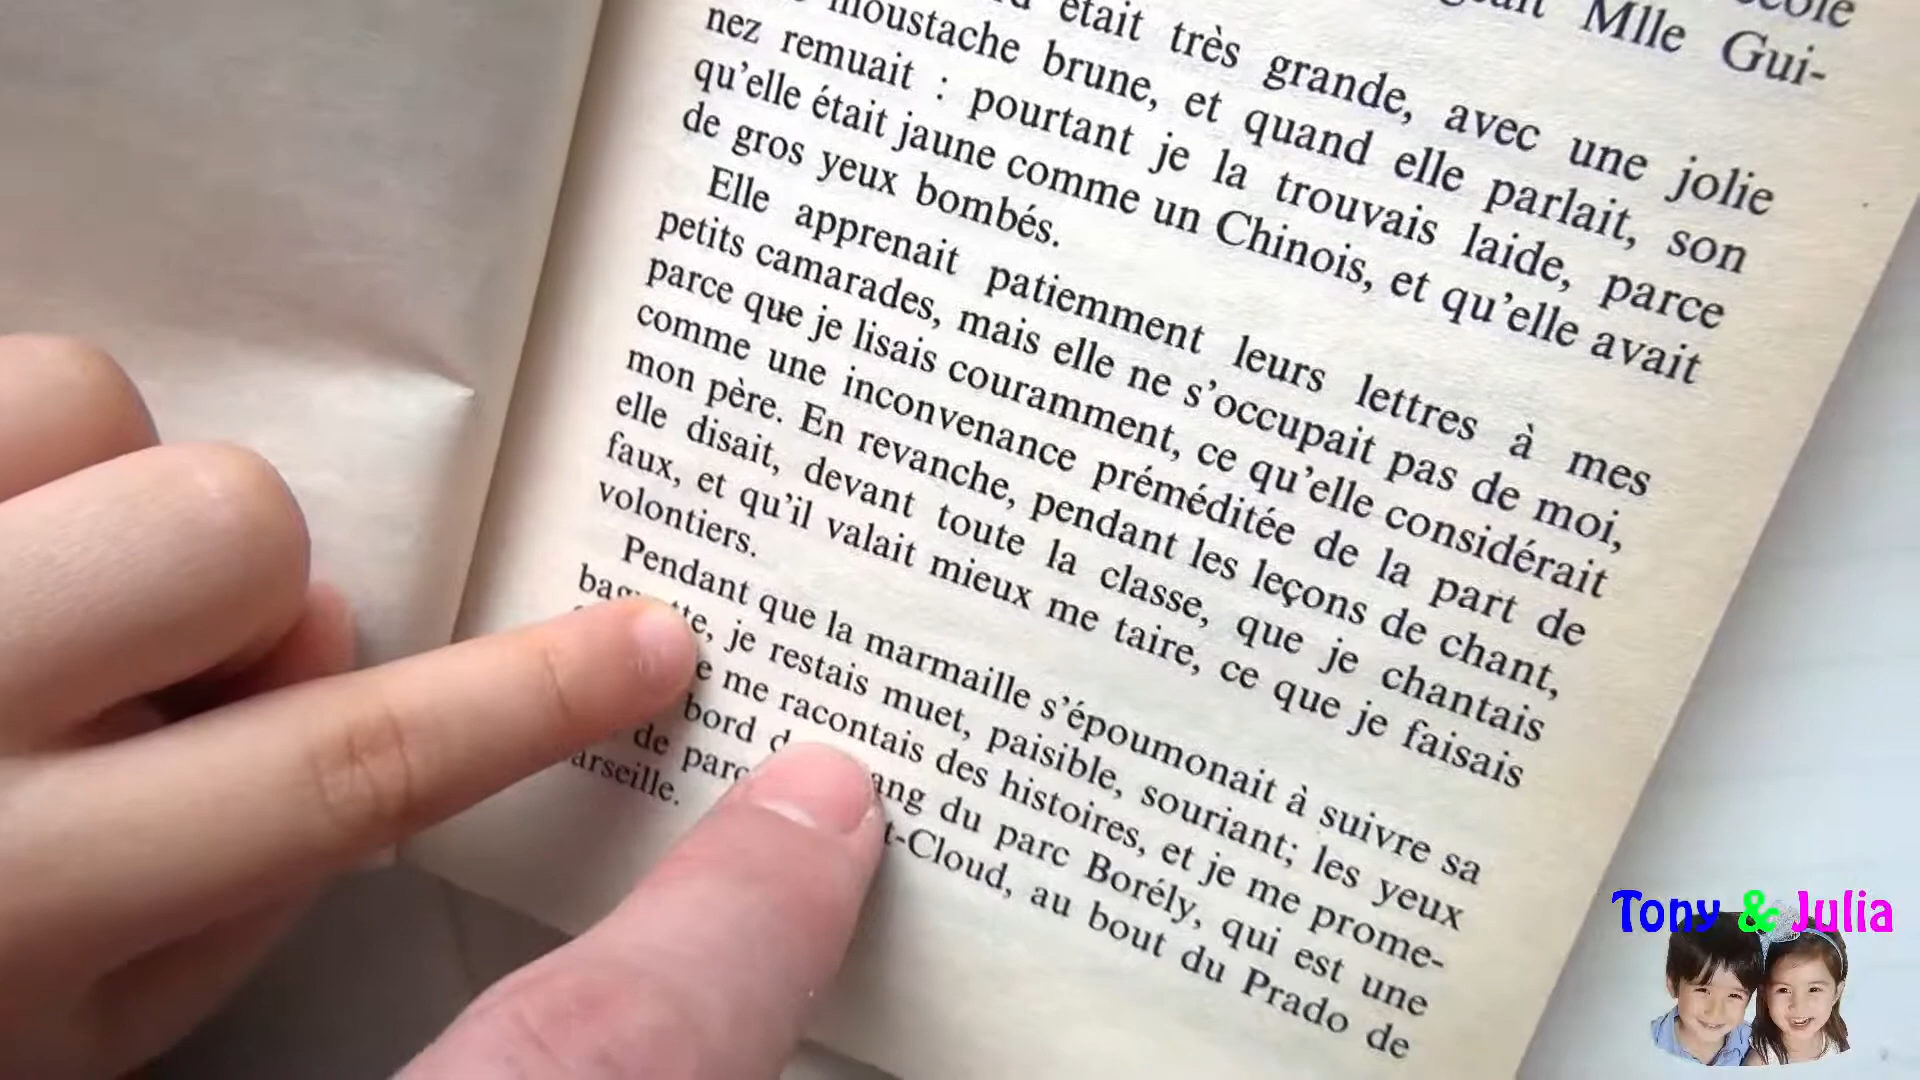 école
était très grande, avec une jolie Mlle Gui-
moustache brune, et quand elle parlait, son
nez remuait : pourtant je la trouvais laide, parce
qu'elle était jaune comme un Chinois, et qu'elle avait
de gros yeux bombés.
Elle apprenait patiemment leurs lettres à mes
petits camarades, mais elle ne s'occupait pas de moi,
parce que je lisais couramment, ce qu'elle considérait
comme une inconvenance préméditée de la part de
mon père. En revanche, pendant les leçons de chant,
elle disait, devant toute la classe, que je chantais
faux, et qu'il valait mieux me taire, ce que je faisais
volontiers.
Pendant que la marmaille s'époumonait à suivre sa
je restais muet, paisible, souriant; les yeux
me racontais des histoires, et je me prome-
bord du parc Borély, qui est une
de t-Cloud, au bout du Prado de
arseille.
Tony & Julia